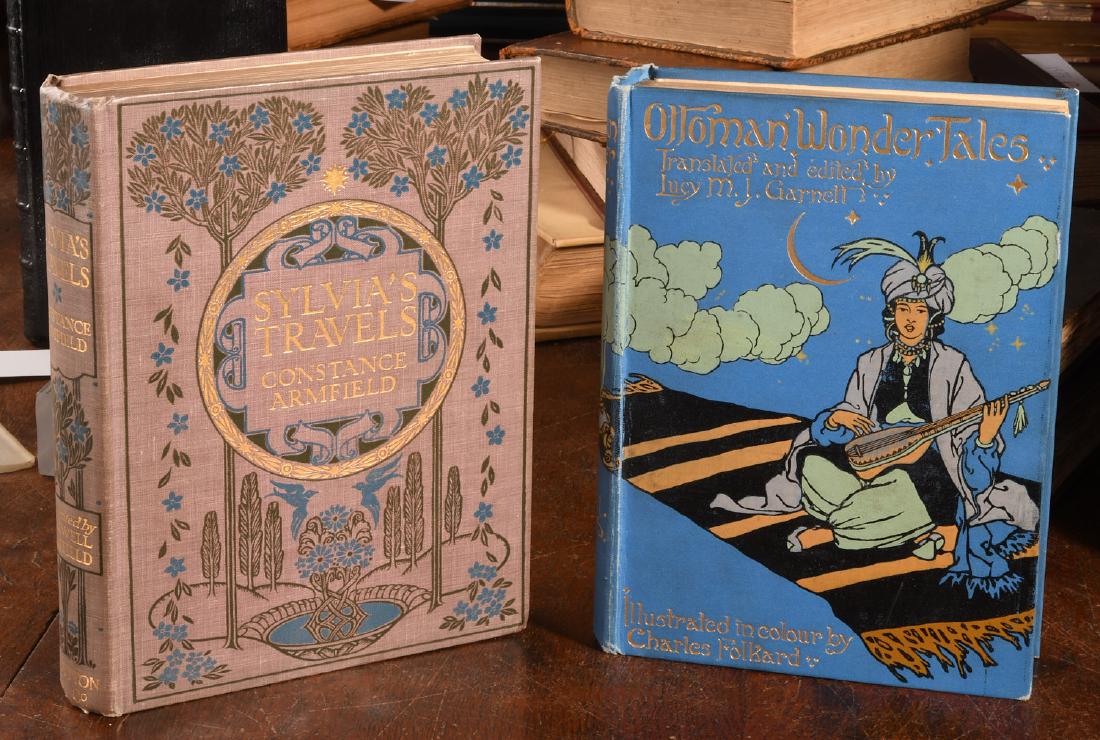 SYLVIA'S
TRAVELS
CONSTANCE
ARMFIELD
Ottoman Wonder Tales
Translated and edited by
Lucy M. J. Garnett
Illustrated in colour by
Charles Folkard